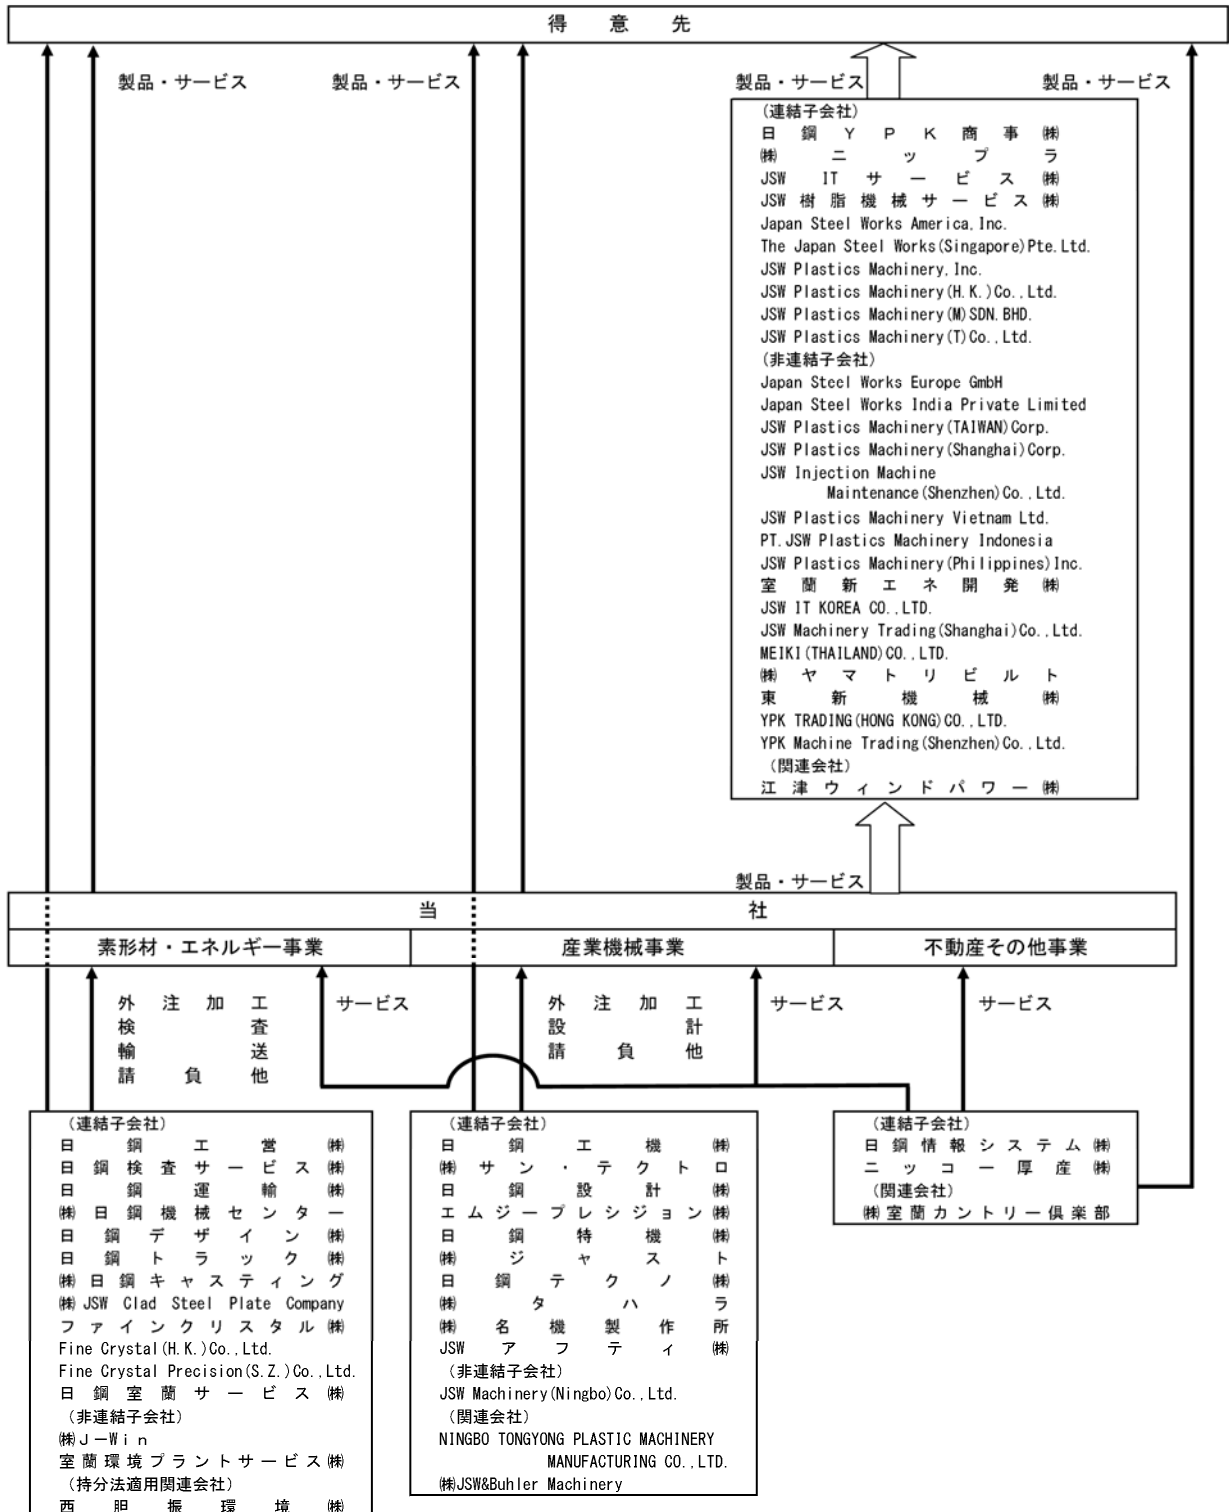 得意先
製品・サービス
製品・サービス
製品・サービス
製品・サービス
(連結子会社)
日鋼YPK商事㈱
㈱ニップラ
JSW ITサービス㈱
JSW樹脂機械サービス㈱
Japan Steel Works America, Inc.
The Japan Steel Works(Singapore)Pte.Ltd.
JSW Plastics Machinery, Inc.
JSW Plastics Machinery(H.K.)Co.,Ltd.
JSW Plastics Machinery(M)SDN.BHD.
JSW Plastics Machinery(T)Co.,Ltd.
(非連結子会社)
Japan Steel Works Europe GmbH
Japan Steel Works India Private Limited
JSW Plastics Machinery(TAIWAN)Corp.
JSW Plastics Machinery(Shanghai)Corp.
JSW Injection Machine
Maintenance(Shenzhen)Co.,Ltd.
JSW Plastics Machinery Vietnam Ltd.
PT.JSW Plastics Machinery Indonesia
JSW Plastics Machinery(Philippines)Inc.
室蘭新エネ開発㈱
JSW IT KOREA CO.,LTD.
JSW Machinery Trading(Shanghai)Co.,Ltd.
MEIKI(THAILAND)CO.,LTD.
㈱ヤマトリビルト
東新機械㈱
YPK TRADING(HONG KONG)CO.,LTD.
YPK Machine Trading(Shenzhen)Co.,Ltd.
(関連会社)
江津ウィンドパワー㈱
製品・サービス
当社
素形材・エネルギー事業
産業機械事業
不動産その他事業
外注加工
検査
輸送
請負他
サービス
外注加工
設計
請負他
サービス
サービス
(連結子会社)
日鋼工営㈱
日鋼検査サービス㈱
日鋼運輸㈱
㈱日鋼機械センター
日鋼デザイン㈱
日鋼トラック㈱
㈱日鋼キャスティング
㈱JSW Clad Steel Plate Company
ファインクリスタル㈱
Fine Crystal(H.K.)Co.,Ltd.
Fine Crystal Precision(S.Z.)Co.,Ltd.
日鋼室蘭サービス㈱
(非連結子会社)
㈱J－Win
室蘭環境プラントサービス㈱
(持分法適用関連会社)
西胆振環境㈱
(連結子会社)
日鋼工機㈱
㈱サン・テクトロ
日鋼設計㈱
エムジープレシジョン㈱
日鋼特機㈱
㈱ジャスト
日鋼テクノ㈱
㈱タハラ
㈱名機製作所
JSWアフティ㈱
(非連結子会社)
JSW Machinery(Ningbo)Co.,Ltd.
(関連会社)
NINGBO TONGYONG PLASTIC MACHINERY
MANUFACTURING CO.,LTD.
㈱JSW&Buhler Machinery
(連結子会社)
日鋼情報システム㈱
ニッコー厚産㈱
(関連会社)
㈱室蘭カントリー倶楽部